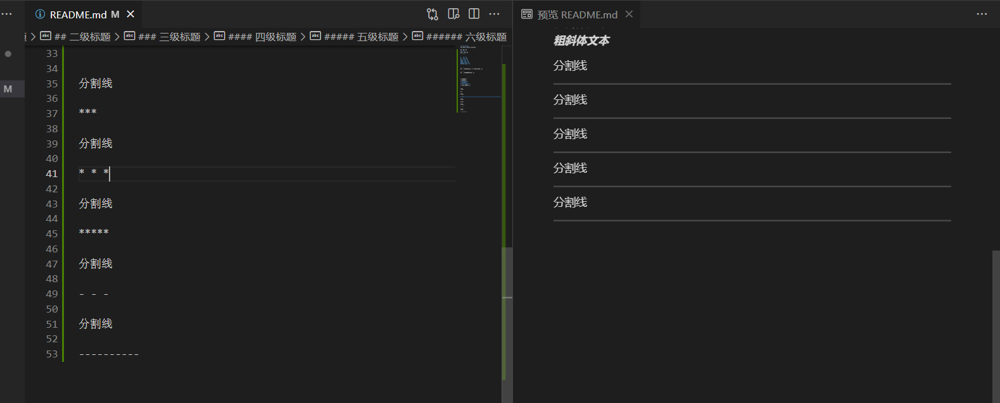 README.md M
预览 README.md
## 二级标题 ### 三级标题 #### 四级标题 ##### 五级标题 ###### 六级标题
M
33
34
35 分割线
36
37 ***
38
39 分割线
40
41 * * *
42
43 分割线
44
45 *****
46
47 分割线
48
49 - - -
50
51 分割线
52
53 ----------
粗斜体文本
分割线
分割线
分割线
分割线
分割线